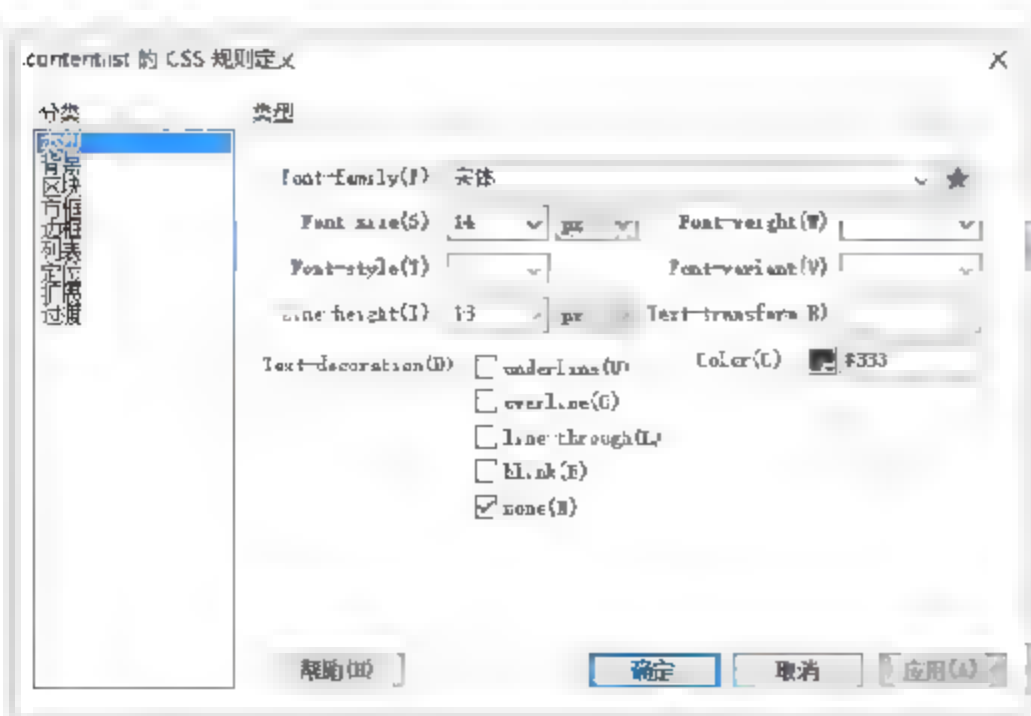 .contentlist 的 CSS 规则定义
分类
类型
类型
背景
区块
方框
边框
列表
定位
扩展
过渡
Font-family(F) 宋体
Font-size(S) 14 px Font-weight(W)
Font-style(T) Font-variant(V)
Line-height(I) px Text-transform(R)
Text-decoration(D) underline(U) Color(C) #333
overline(O)
line-through(L)
blink(B)
none(N)
帮助(H) 确定 取消 应用(A)